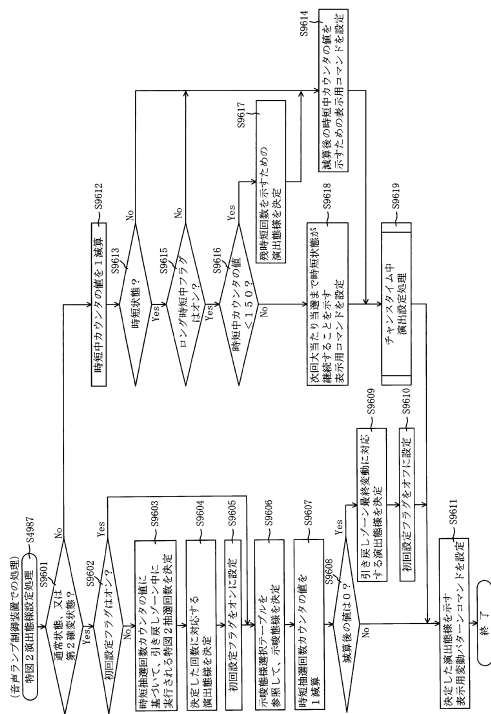 (音声ランプ制御装置での処理)
特図2演出態様設定処理
S4987
S9601
通常状態、又は
第2確変状態?
No
Yes
S9602
初回設定フラグはオン?
Yes
No
S9603
時短抽選回数カウンタの値に
基づいて、引き戻しゾーン中に
実行される特図2抽選回数を決定
S9604
決定した回数に対応する
演出態様を決定
S9605
初回設定フラグをオンに設定
S9606
示唆態様選択テーブルを
参照して、示唆態様を決定
S9607
時短抽選回数カウンタの値を
1減算
S9608
減算後の値は0?
Yes
No
S9609
引き戻しゾーン最終変動に対応
する演出態様を決定
S9610
初回設定フラグをオフに設定
S9611
決定した演出態様を示す
表示用変動パターンコマンドを設定
終了
S9612
時短中カウンタの値を1減算
S9613
時短状態?
No
Yes
S9615
ロング時短中フラグ
はオン?
No
Yes
S9616
時短中カウンタの値
<150?
Yes
No
S9617
残時短回数を示すための
演出態様を決定
S9614
減算後の時短中カウンタの値を
示すための表示用コマンドを設定
S9618
次回大当たり当選まで時短状態が
継続することを示す
表示用コマンドを設定
S9619
チャンスタイム中
演出設定処理